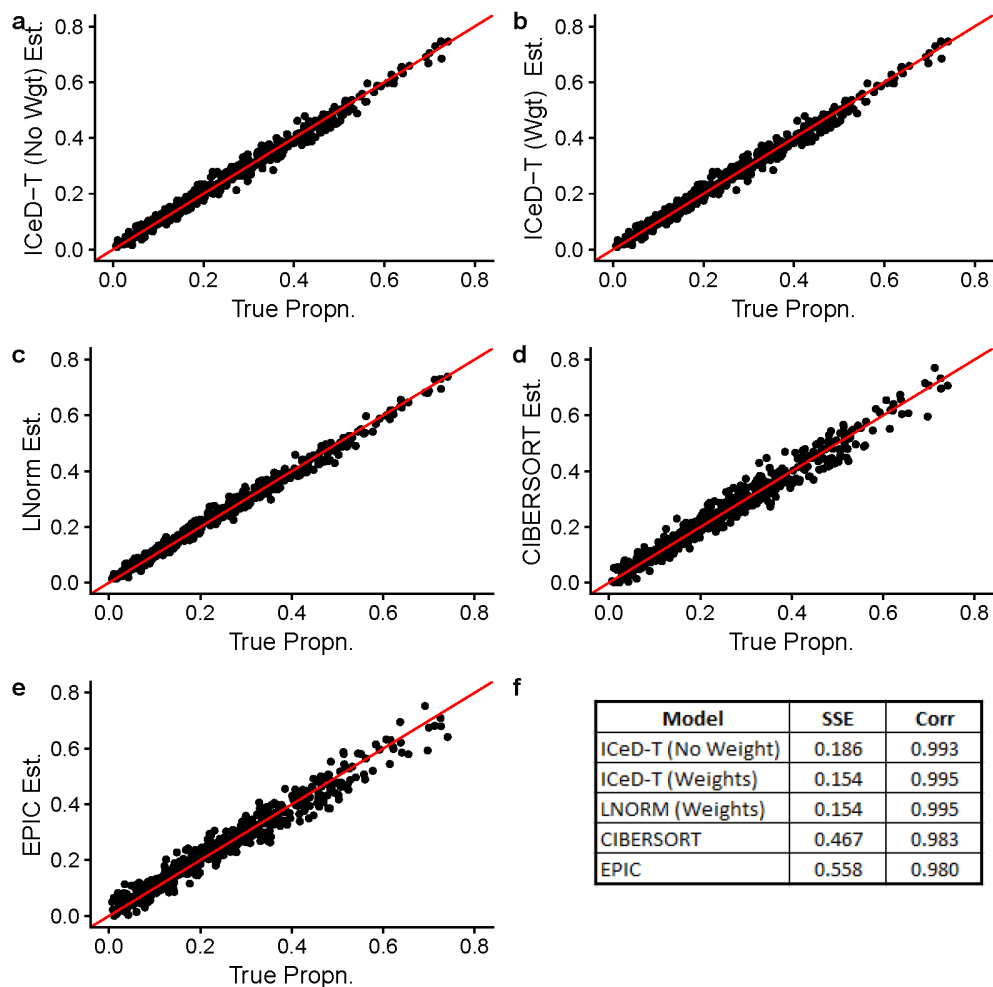 a
0.8
0.6
0.4
0.2
0.0
ICeD−T (No Wgt) Est.
0.0 0.2 0.4 0.6 0.8
True Propn.
b
0.8
0.6
0.4
0.2
0.0
ICeD−T (Wgt) Est.
0.0 0.2 0.4 0.6 0.8
True Propn.
c
0.8
0.6
0.4
0.2
0.0
LNorm Est.
0.0 0.2 0.4 0.6 0.8
True Propn.
d
0.8
0.6
0.4
0.2
0.0
CIBERSORT Est.
0.0 0.2 0.4 0.6 0.8
True Propn.
e
0.8
0.6
0.4
0.2
0.0
EPIC Est.
0.0 0.2 0.4 0.6 0.8
True Propn.
f
Model SSE Corr
ICeD-T (No Weight) 0.186 0.993
ICeD-T (Weights) 0.154 0.995
LNORM (Weights) 0.154 0.995
CIBERSORT 0.467 0.983
EPIC 0.558 0.980